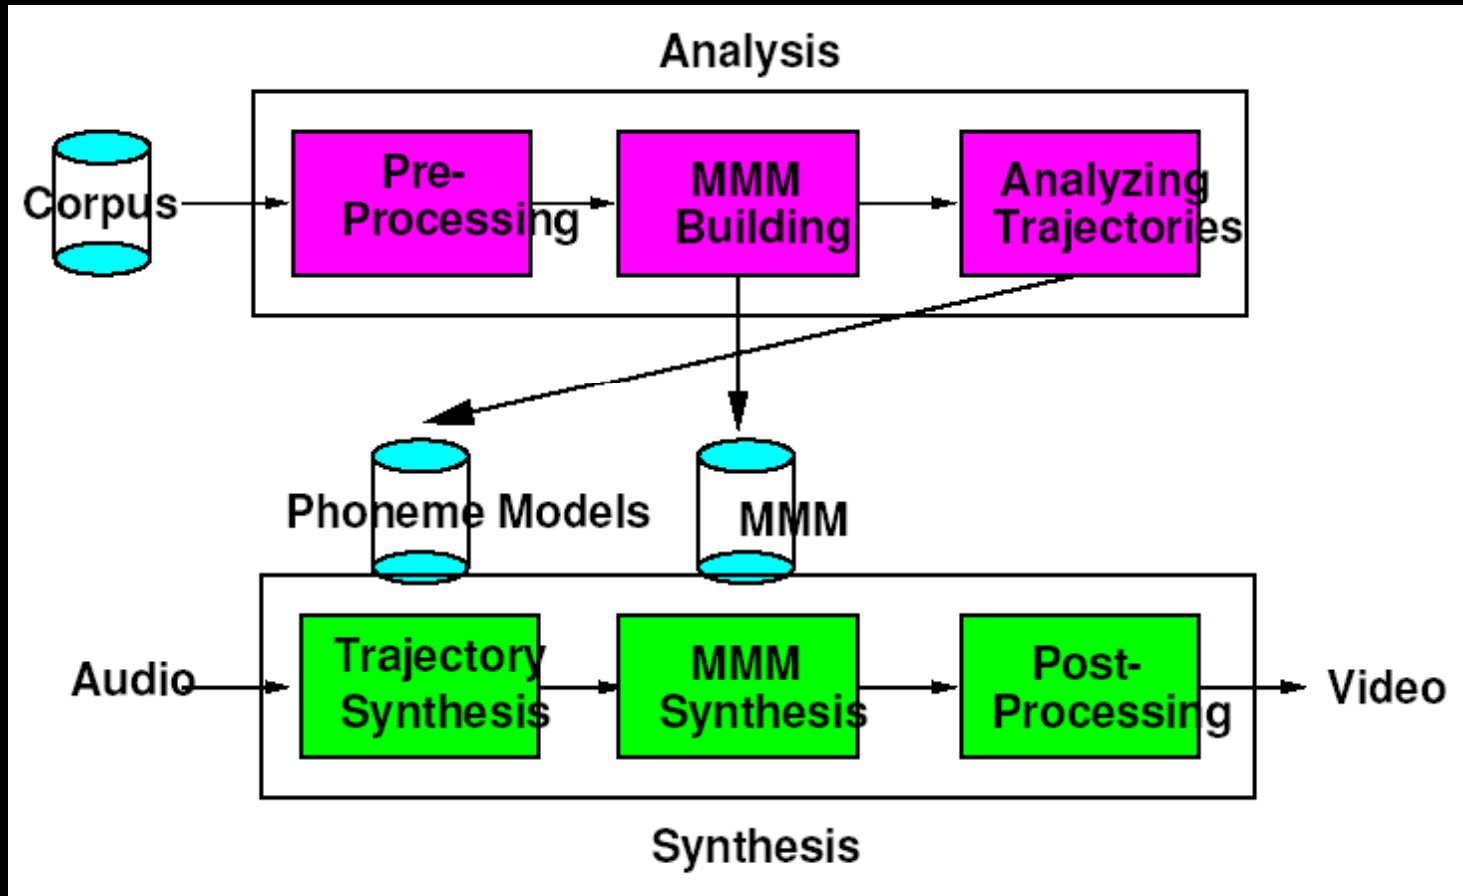 Analysis
Corpus
Pre-
Processing
MMM
Building
Analyzing
Trajectories
Phoneme Models
MMM
Audio
Trajectory
Synthesis
MMM
Synthesis
Post-
Processing
Video
Synthesis